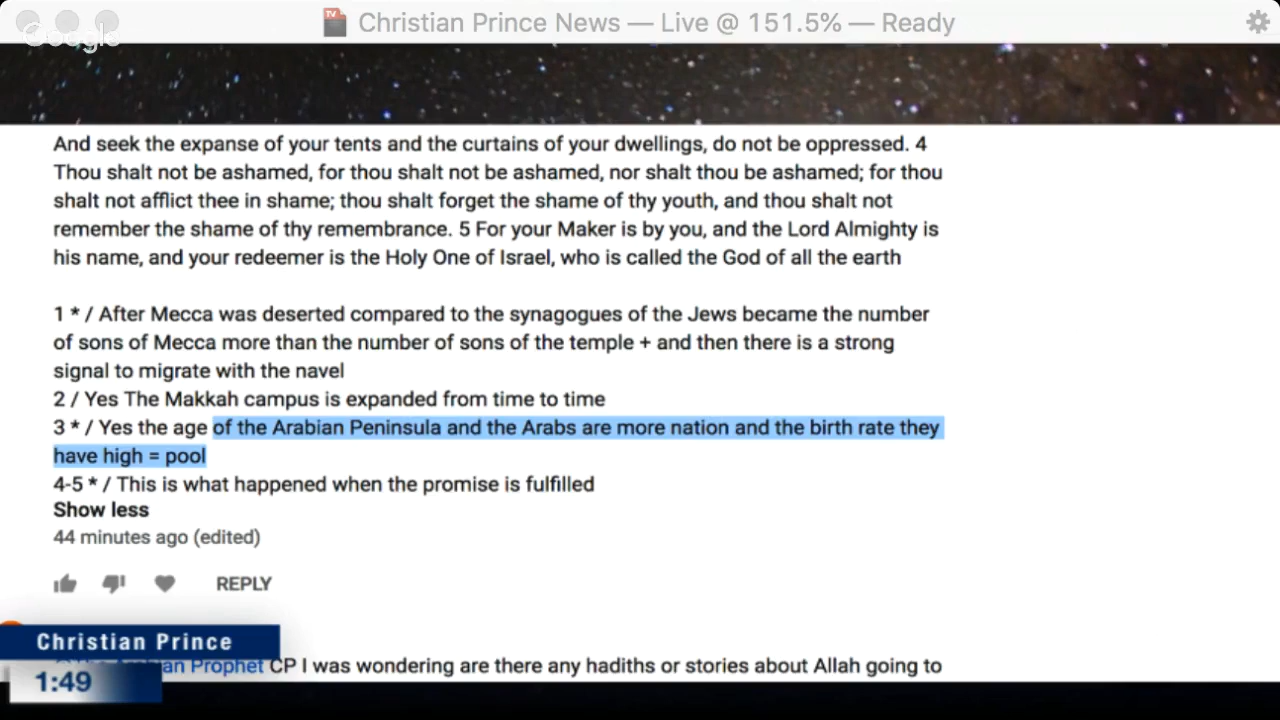 Google
TV
Christian Prince News — Live @ 151.5% — Ready
And seek the expanse of your tents and the curtains of your dwellings, do not be oppressed. 4
Thou shalt not be ashamed, for thou shalt not be ashamed, nor shalt thou be ashamed; for thou
shalt not afflict thee in shame; thou shalt forget the shame of thy youth, and thou shalt not
remember the shame of thy remembrance. 5 For your Maker is by you, and the Lord Almighty is
his name, and your redeemer is the Holy One of Israel, who is called the God of all the earth
1 * / After Mecca was deserted compared to the synagogues of the Jews became the number
of sons of Mecca more than the number of sons of the temple + and then there is a strong
signal to migrate with the navel
2 / Yes The Makkah campus is expanded from time to time
3 * / Yes the age of the Arabian Peninsula and the Arabs are more nation and the birth rate they
have high = pool
4-5 * / This is what happened when the promise is fulfilled
Show less
44 minutes ago (edited)
REPLY
Christian Prince
Prophet CP I was wondering are there any hadiths or stories about Allah going to
1:49